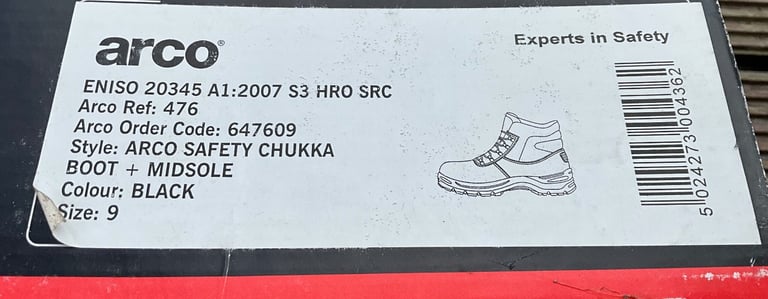 arco®
Experts in Safety
ENISO 20345 A1:2007 S3 HRO SRC
Arco Ref: 476
Arco Order Code: 647609
Style: ARCO SAFETY CHUKKA
BOOT + MIDSOLE
Colour: BLACK
Size: 9
5 024273 004362